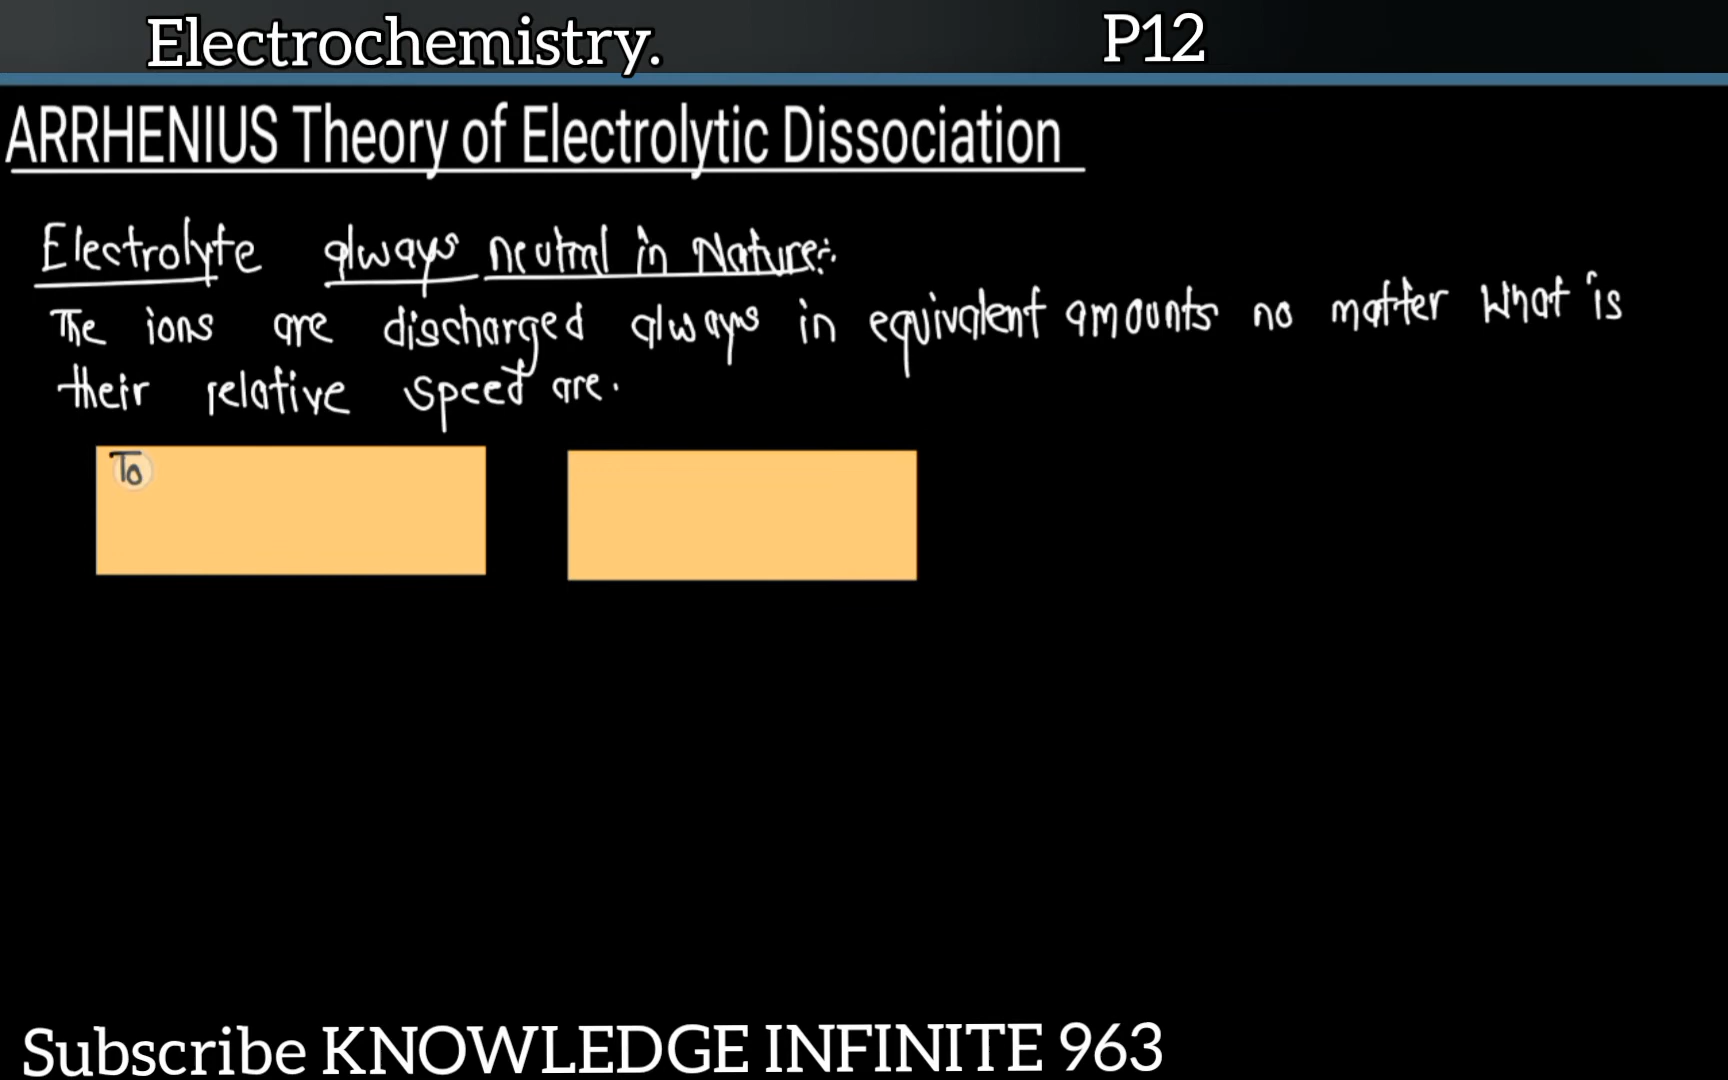 Electrochemistry. P12
ARRHENIUS Theory of Electrolytic Dissociation
Electrolyte always neutral in Nature:-
The ions are discharged always in equivalent amounts no matter what is
their relative speed are.
To
Subscribe KNOWLEDGE INFINITE 963